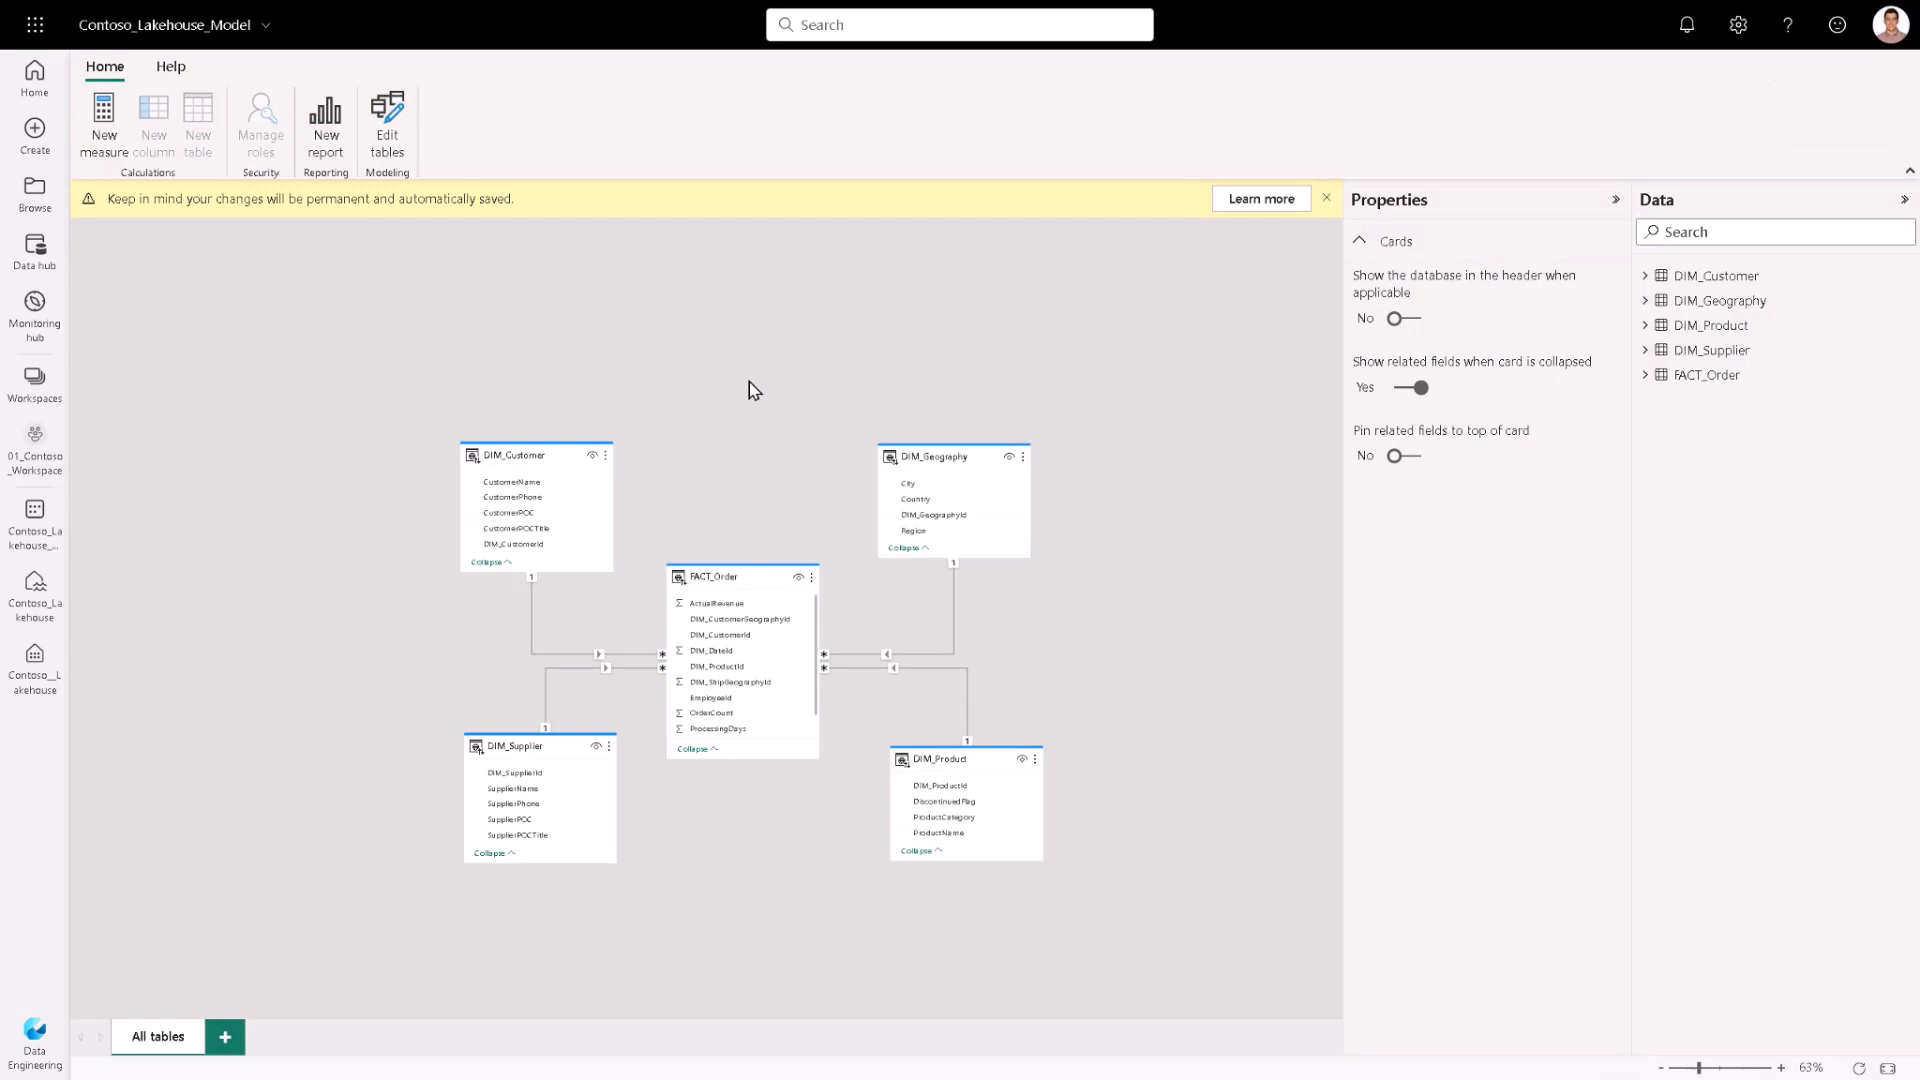 Contoso_Lakehouse_Model
Search
Home
Help
Home
Create
Browse
Data hub
Monitoring
hub
Workspaces
01_Contoso
_Workspace
Contoso_La
kehouse_...
Contoso_La
kehouse
Contoso__L
akehouse
Data
Engineering
New
measure
New
column
New
table
Calculations
Manage
roles
Security
New
report
Reporting
Edit
tables
Modeling
Keep in mind your changes will be permanent and automatically saved.
Learn more
DIM_Customer
CustomerName
CustomerPhone
CustomerPOC
CustomerPOCTitle
DIM_CustomerId
Collapse
1
DIM_Geography
City
Country
DIM_GeographyId
Region
Collapse
1
FACT_Order
ActualRevenue
DIM_CustomerGeographyId
DIM_CustomerId
DIM_DateId
DIM_ProductId
DIM_ShipGeographyId
EmployeeId
OrderCount
ProcessingDays
Collapse
1
DIM_Supplier
DIM_SupplierId
SupplierName
SupplierPhone
SupplierPOC
SupplierPOCTitle
Collapse
1
DIM_Product
DIM_ProductId
DiscontinuedFlag
ProductCategory
ProductName
Collapse
Properties
Cards
Show the database in the header when
applicable
No
Show related fields when card is collapsed
Yes
Pin related fields to top of card
No
Data
Search
DIM_Customer
DIM_Geography
DIM_Product
DIM_Supplier
FACT_Order
All tables
+
- + 63%